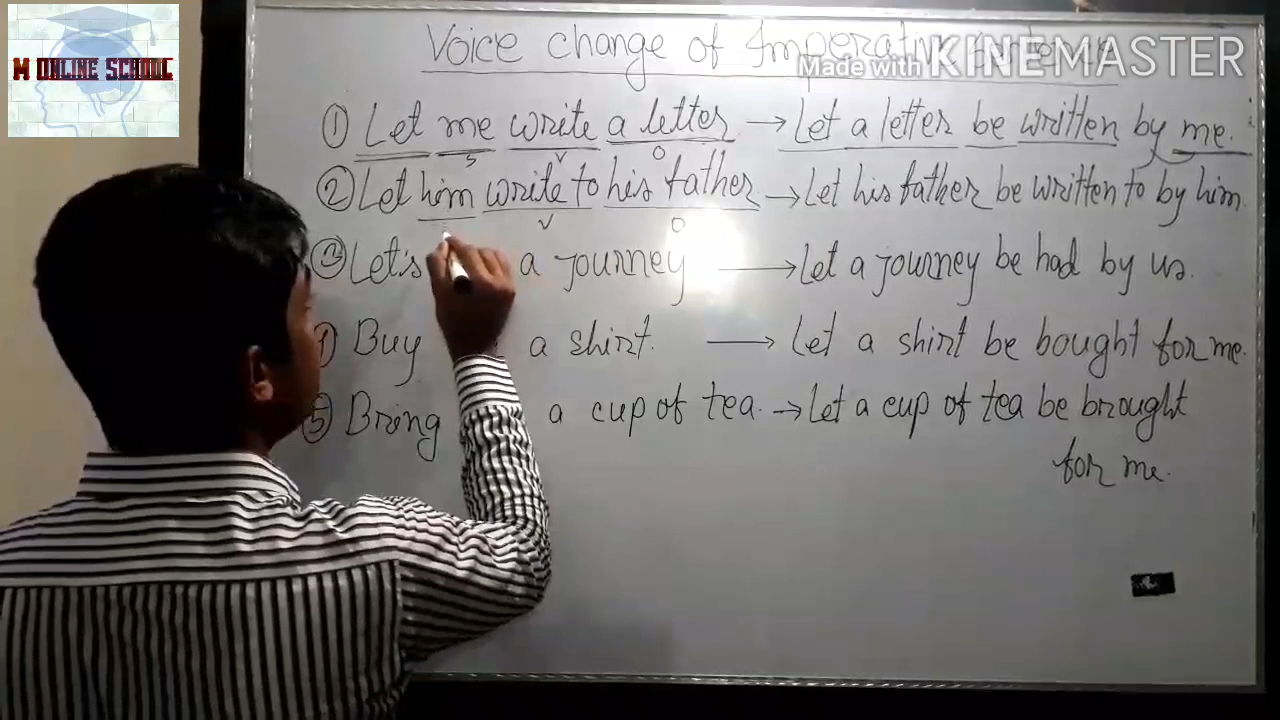 M ONLINE SCHOOL
Voice change of Imperative
Made with KINEMASTER
① Let me write a letter → Let a letter be written by me.
S V O
② Let him write to his father → Let his father be written to by him.
V O
③ Let's a journey → Let a journey be had by us.
Buy a shirt. → Let a shirt be bought for me.
⑤ Bring a cup of tea. → Let a cup of tea be brought
for me.